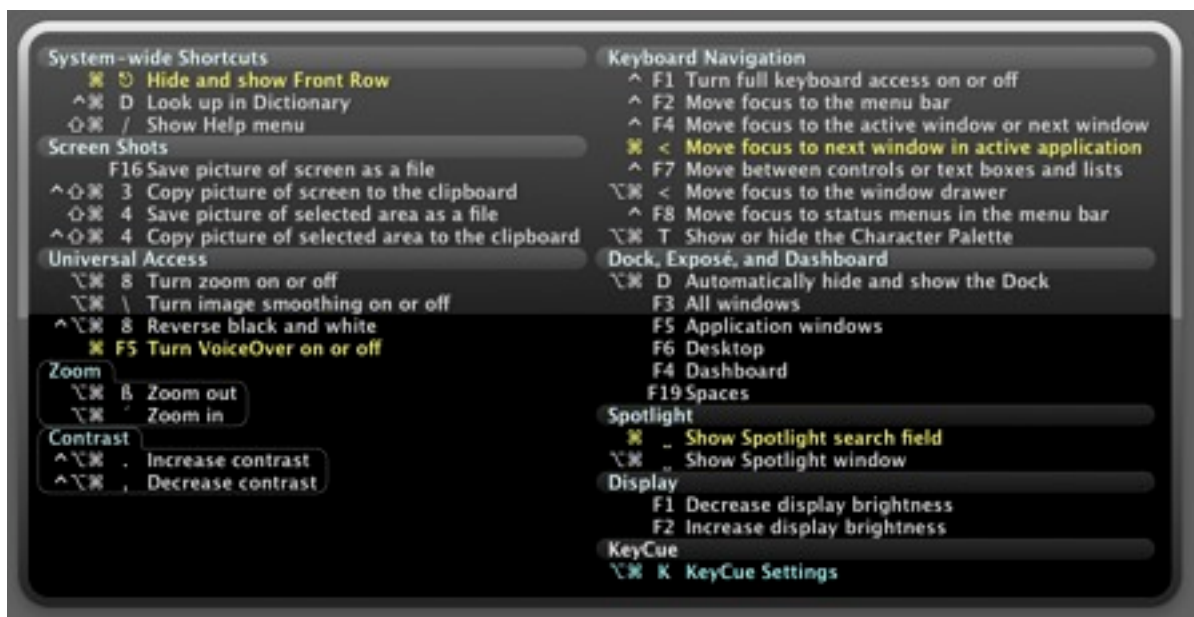 System-wide Shortcuts
⌘ ⎋ Hide and show Front Row
^⌘ D Look up in Dictionary
⇧⌘ / Show Help menu
Screen Shots
F16 Save picture of screen as a file
^⇧⌘ 3 Copy picture of screen to the clipboard
⇧⌘ 4 Save picture of selected area as a file
^⇧⌘ 4 Copy picture of selected area to the clipboard
Universal Access
⌥⌘ 8 Turn zoom on or off
⌥⌘ \ Turn image smoothing on or off
^⌥⌘ 8 Reverse black and white
⌘ F5 Turn VoiceOver on or off
Zoom
⌥⌘ ß Zoom out
⌥⌘ ´ Zoom in
Contrast
^⌥⌘ . Increase contrast
^⌥⌘ , Decrease contrast
Keyboard Navigation
^ F1 Turn full keyboard access on or off
^ F2 Move focus to the menu bar
^ F4 Move focus to the active window or next window
⌘ < Move focus to next window in active application
^ F7 Move between controls or text boxes and lists
⌥⌘ < Move focus to the window drawer
^ F8 Move focus to status menus in the menu bar
⌥⌘ T Show or hide the Character Palette
Dock, Exposé, and Dashboard
⌥⌘ D Automatically hide and show the Dock
F3 All windows
F5 Application windows
F6 Desktop
F4 Dashboard
F19 Spaces
Spotlight
⌘ ⎵ Show Spotlight search field
⌥⌘ ⎵ Show Spotlight window
Display
F1 Decrease display brightness
F2 Increase display brightness
KeyCue
⌥⌘ K KeyCue Settings